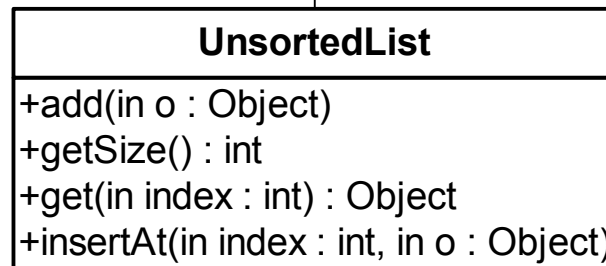 UnsortedList
+add(in o : Object)
+getSize() : int
+get(in index : int) : Object
+insertAt(in index : int, in o : Object)